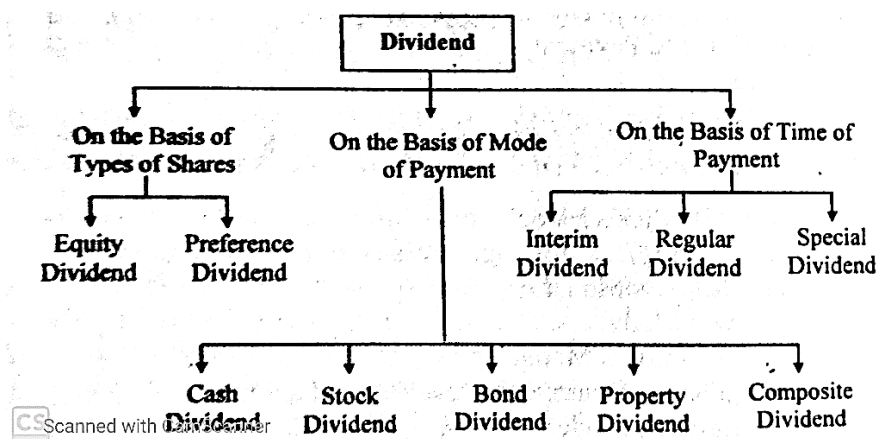 Dividend
On the Basis of
Types of Shares
On the Basis of Mode
of Payment
On the Basis of Time of
Payment
Equity
Dividend
Preference
Dividend
Interim
Dividend
Regular
Dividend
Special
Dividend
Cash
Dividend
Stock
Dividend
Bond
Dividend
Property
Dividend
Composite
Dividend
CS
Scanned with CamScanner